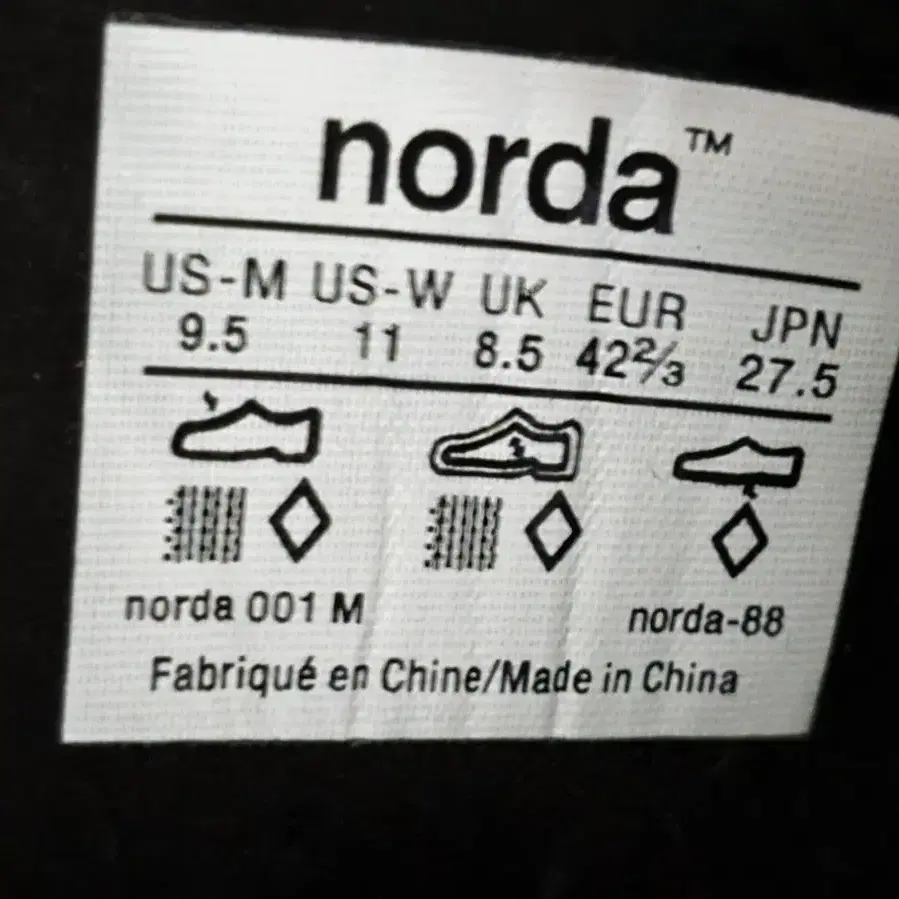 norda™
US-M US-W UK EUR JPN
9.5 11 8.5 42⅔ 27.5
norda 001 M norda-88
Fabriqué en Chine/Made in China